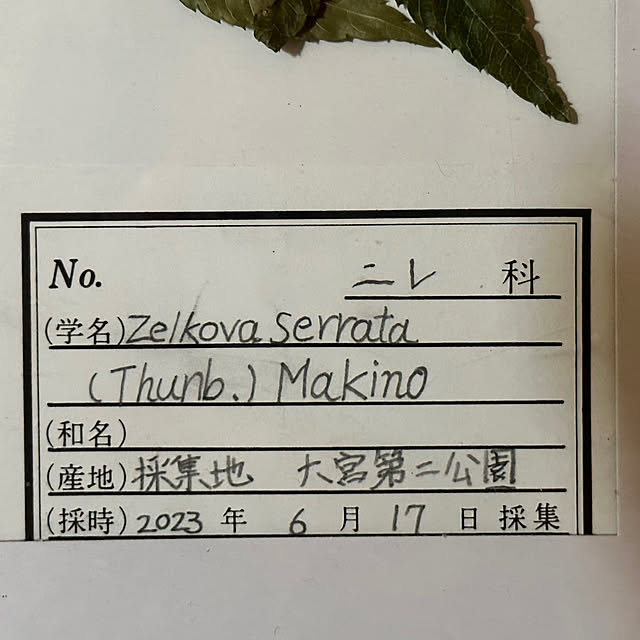 No. ニレ 科
(学名) Zelkova serrata
(Thunb.) Makino
(和名)
(産地) 採集地 大宮第二公園
(採時) 2023 年 6 月 17 日 採集